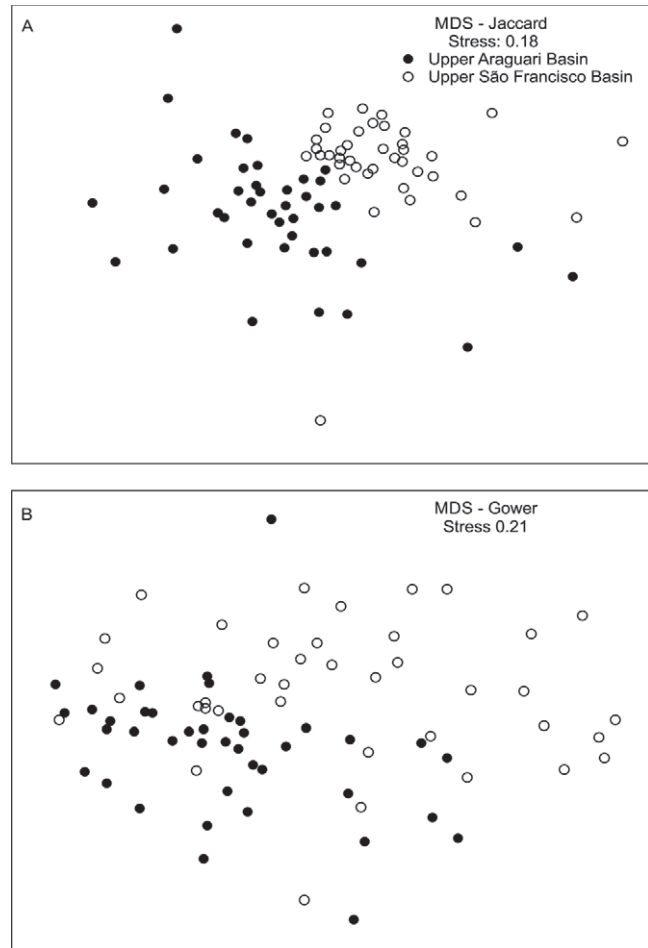 A
MDS - Jaccard
Stress: 0.18
Upper Araguari Basin
Upper São Francisco Basin
B
MDS - Gower
Stress 0.21